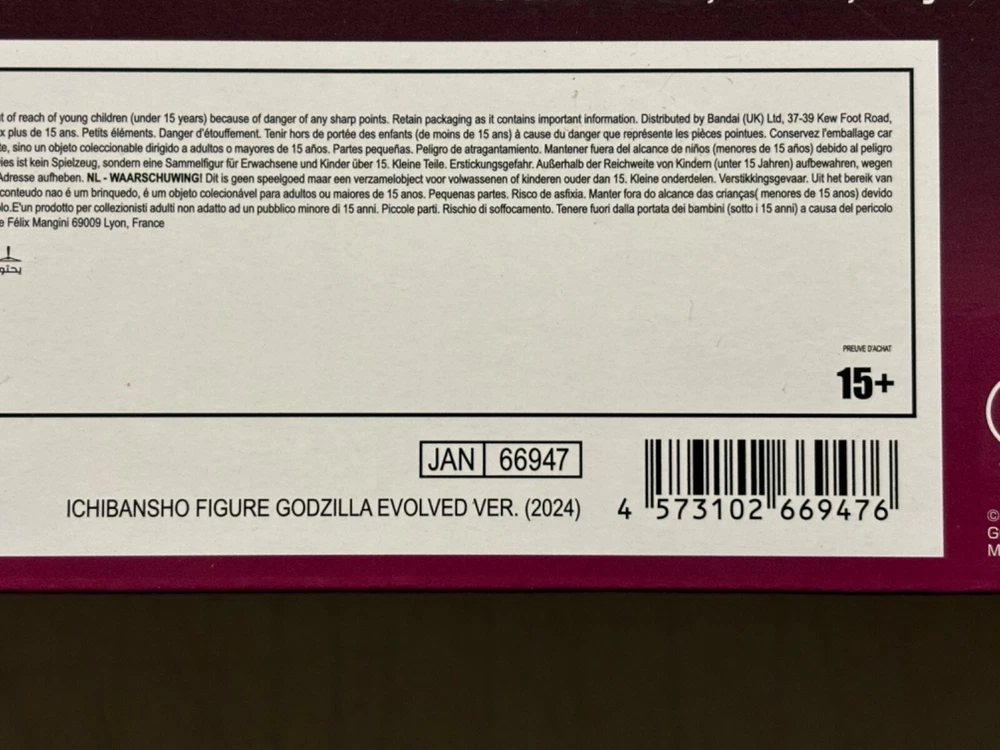 t of reach of young children (under 15 years) because of danger of any sharp points. Retain packaging as it contains important information. Distributed by Bandai (UK) Ltd, 37-39 Kew Foot Road,
x plus de 15 ans. Petits éléments. Danger d'étouffement. Tenir hors de portée des enfants (de moins de 15 ans) à cause du danger que représente les pièces pointues. Conservez l'emballage car
te, sino un objeto coleccionable dirigido a adultos o mayores de 15 años. Partes pequeñas. Peligro de atragantamiento. Mantener fuera del alcance de niños (menores de 15 años) debido al peligro
ies ist kein Spielzeug, sondern eine Sammelfigur für Erwachsene und Kinder über 15. Kleine Teile. Erstickungsgefahr. Außerhalb der Reichweite von Kindern (unter 15 Jahren) aufbewahren, wegen
Adresse aufheben. NL - WAARSCHUWING! Dit is geen speelgoed maar een verzamelobject voor volwassenen of kinderen ouder dan 15. Kleine onderdelen. Verstikkingsgevaar. Uit het bereik van
conteudo nao é um brinquedo, é um objeto colecionável para adultos ou maiores de 15 anos. Pequenas partes. Risco de asfixia. Manter fora do alcance das crianças( menores de 15 anos) devido
lo.E'un prodotto per collezionisti adulti non adatto ad un pubblico minore di 15 anni. Piccole parti. Rischio di soffocamento. Tenere fuori dalla portata dei bambini (sotto i 15 anni) a causa del pericolo
e Félix Mangini 69009 Lyon, France
PREUVE D'ACHAT
15+
JAN 66947
ICHIBANSHO FIGURE GODZILLA EVOLVED VER. (2024)
4 573102 669476
©
G
M